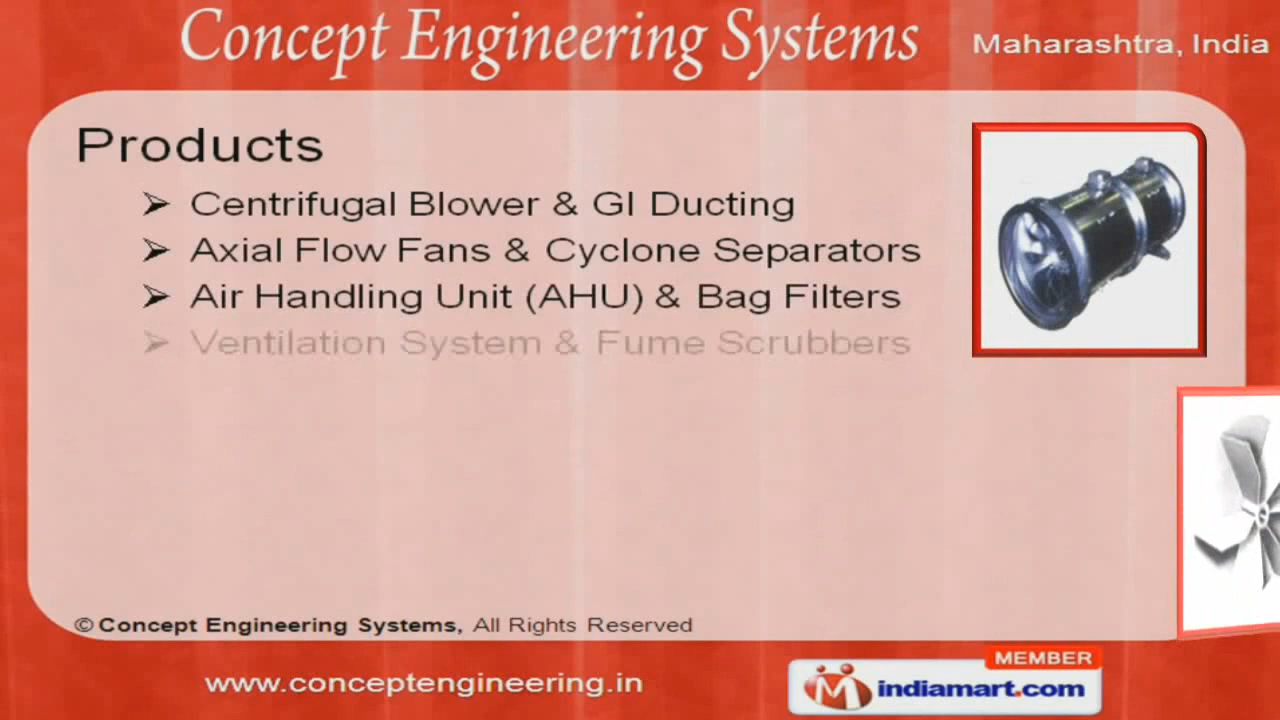 Concept Engineering Systems
Maharashtra, India
Products
➢ Centrifugal Blower & GI Ducting
➢ Axial Flow Fans & Cyclone Separators
➢ Air Handling Unit (AHU) & Bag Filters
➢ Ventilation System & Fume Scrubbers
© Concept Engineering Systems, All Rights Reserved
www.conceptengineering.in
MEMBER
indiamart.com